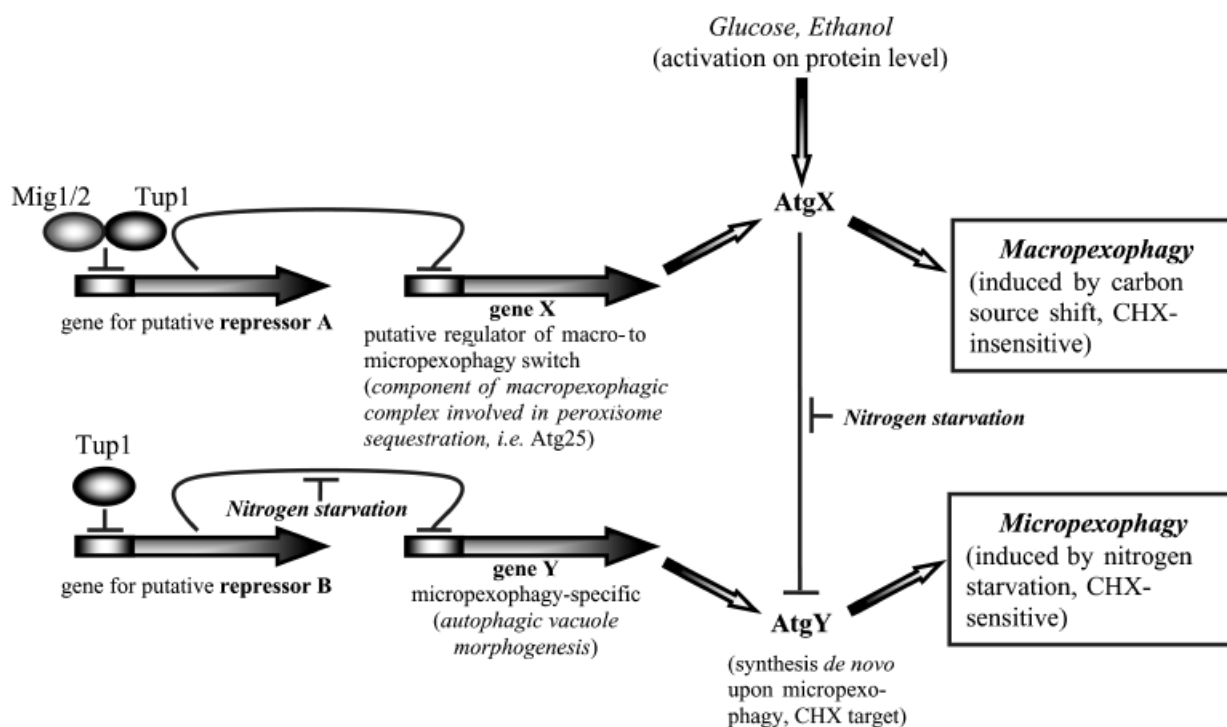 Glucose, Ethanol
(activation on protein level)
Mig1/2
Tup1
AtgX
gene for putative repressor A
gene X
putative regulator of macro-to
micropexophagy switch
(component of macropexophagic
complex involved in peroxisome
sequestration, i.e. Atg25)
Macropexophagy
(induced by carbon
source shift, CHX-
insensitive)
Nitrogen starvation
Tup1
Nitrogen starvation
gene for putative repressor B
gene Y
micropexophagy-specific
(autophagic vacuole
morphogenesis)
AtgY
(synthesis de novo
upon micropexo-
phagy, CHX target)
Micropexophagy
(induced by nitrogen
starvation, CHX-
sensitive)